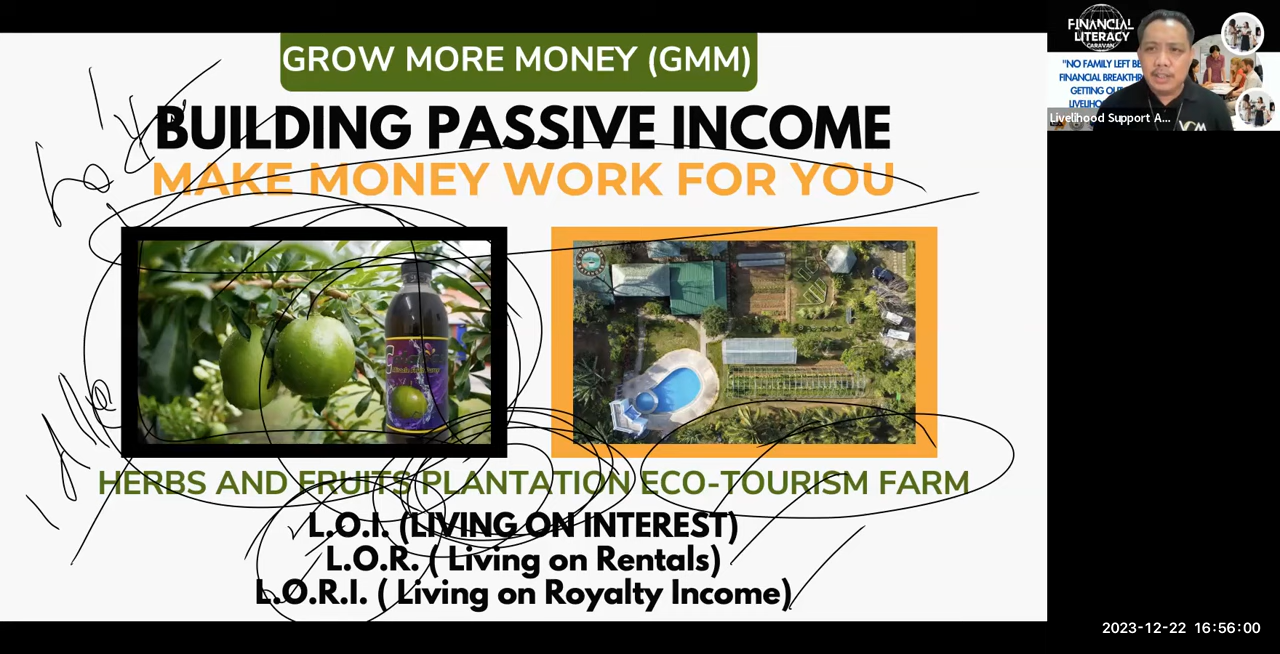 GROW MORE MONEY (GMM)
BUILDING PASSIVE INCOME
MAKE MONEY WORK FOR YOU
HERBS AND FRUITS PLANTATION ECO-TOURISM FARM
L.O.I. (LIVING ON INTEREST)
L.O.R. ( Living on Rentals)
L.O.R.I. ( Living on Royalty Income)
FINANCIAL
LITERACY
CARAVAN
"NO FAMILY LEFT BE
FINANCIAL BREAKTHR
GETTING OU
LIVELIHO
Livelihood Support A...
2023-12-22 16:56:00